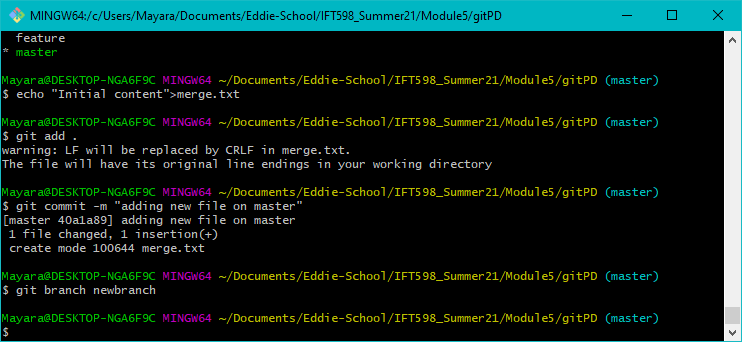 MINGW64:/c/Users/Mayara/Documents/Eddie-School/IFT598_Summer21/Module5/gitPD
  feature
* master

Mayara@DESKTOP-NGA6F9C MINGW64 ~/Documents/Eddie-School/IFT598_Summer21/Module5/gitPD (master)
$ echo "Initial content">merge.txt

Mayara@DESKTOP-NGA6F9C MINGW64 ~/Documents/Eddie-School/IFT598_Summer21/Module5/gitPD (master)
$ git add .
warning: LF will be replaced by CRLF in merge.txt.
The file will have its original line endings in your working directory

Mayara@DESKTOP-NGA6F9C MINGW64 ~/Documents/Eddie-School/IFT598_Summer21/Module5/gitPD (master)
$ git commit -m "adding new file on master"
[master 40a1a89] adding new file on master
 1 file changed, 1 insertion(+)
 create mode 100644 merge.txt

Mayara@DESKTOP-NGA6F9C MINGW64 ~/Documents/Eddie-School/IFT598_Summer21/Module5/gitPD (master)
$ git branch newbranch

Mayara@DESKTOP-NGA6F9C MINGW64 ~/Documents/Eddie-School/IFT598_Summer21/Module5/gitPD (master)
$